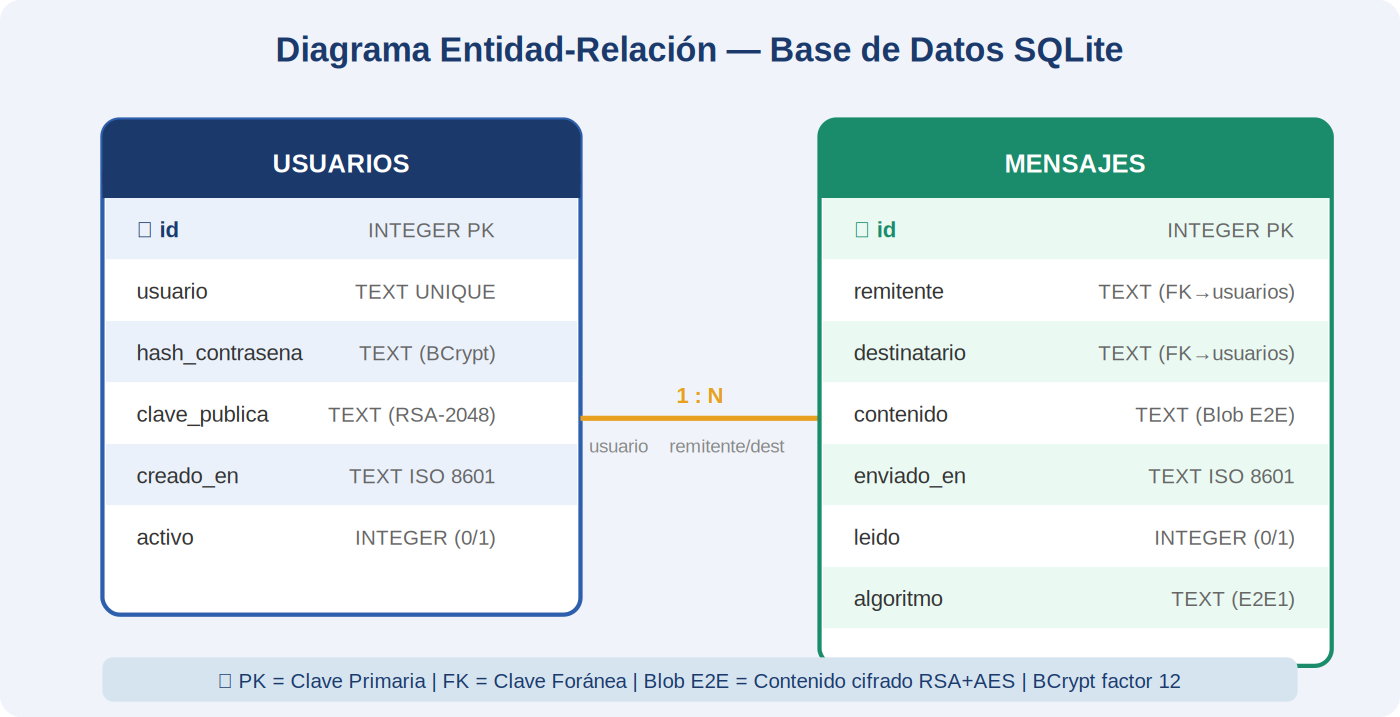 Diagrama Entidad-Relación — Base de Datos SQLite
USUARIOS
id INTEGER PK
usuario TEXT UNIQUE
hash_contrasena TEXT (BCrypt)
clave_publica TEXT (RSA-2048)
creado_en TEXT ISO 8601
activo INTEGER (0/1)
1 : N
usuario remitente/dest
MENSAJES
id INTEGER PK
remitente TEXT (FK→usuarios)
destinatario TEXT (FK→usuarios)
contenido TEXT (Blob E2E)
enviado_en TEXT ISO 8601
leido INTEGER (0/1)
algoritmo TEXT (E2E1)
PK = Clave Primaria | FK = Clave Foránea | Blob E2E = Contenido cifrado RSA+AES | BCrypt factor 12